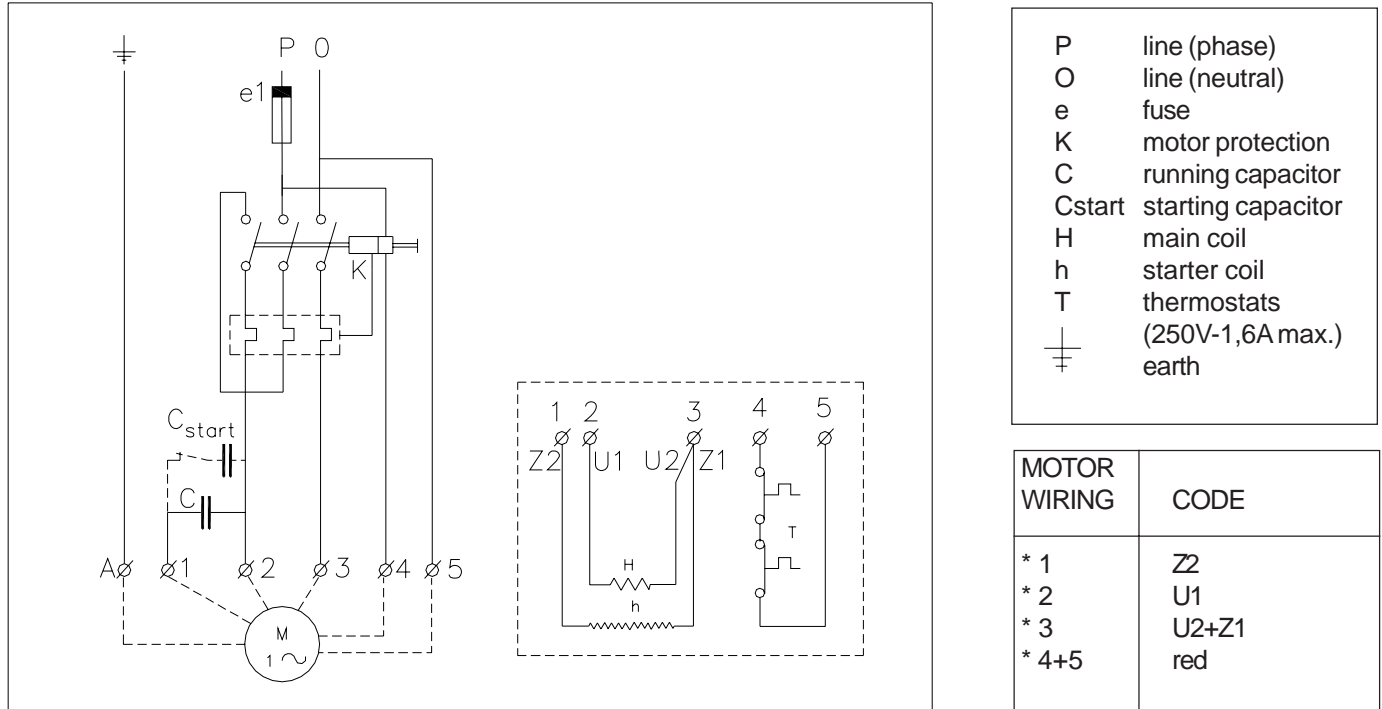 P O
e1
K
C start
C
A 1 2 3 4 5
M
1
1 2 3 4 5
Z2 U1 U2 Z1
T
H
h
P line (phase)
O line (neutral)
e fuse
K motor protection
C running capacitor
Cstart starting capacitor
H main coil
h starter coil
T thermostats
(250V-1,6A max.)
earth
MOTOR
WIRING CODE
* 1 Z2
* 2 U1
* 3 U2+Z1
* 4+5 red